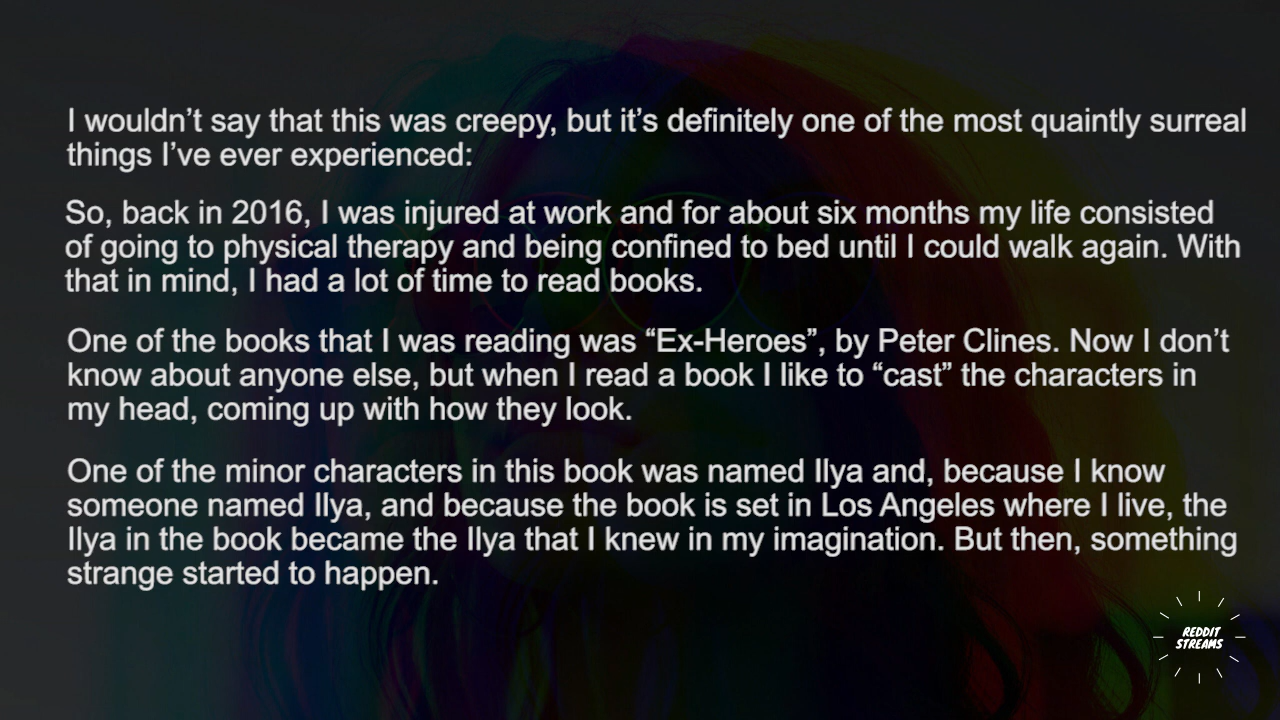 I wouldn’t say that this was creepy, but it’s definitely one of the most quaintly surreal
things I’ve ever experienced:
So, back in 2016, I was injured at work and for about six months my life consisted
of going to physical therapy and being confined to bed until I could walk again. With
that in mind, I had a lot of time to read books.
One of the books that I was reading was “Ex-Heroes”, by Peter Clines. Now I don’t
know about anyone else, but when I read a book I like to “cast” the characters in
my head, coming up with how they look.
One of the minor characters in this book was named Ilya and, because I know
someone named Ilya, and because the book is set in Los Angeles where I live, the
Ilya in the book became the Ilya that I knew in my imagination. But then, something
strange started to happen.
REDDIT
STREAMS